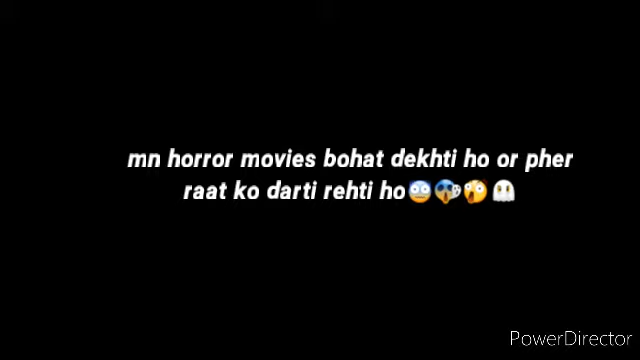 mn horror movies bohat dekhti ho or pher
raat ko darti rehti ho😨😱😲👻
PowerDirector